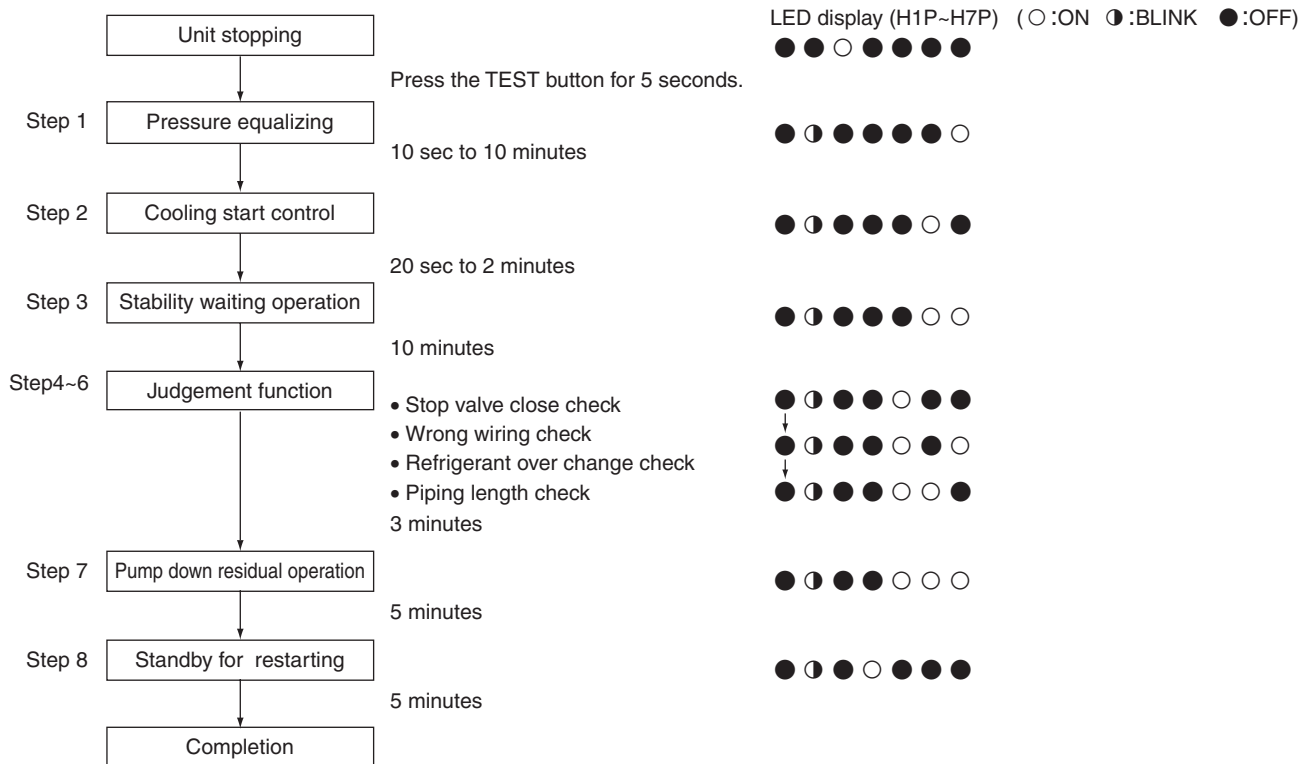 LED display (H1P~H7P) ( ○ :ON ◑ :BLINK ● :OFF)
Unit stopping
Press the TEST button for 5 seconds.
Step 1 Pressure equalizing
10 sec to 10 minutes
Step 2 Cooling start control
20 sec to 2 minutes
Step 3 Stability waiting operation
10 minutes
Step4~6 Judgement function
• Stop valve close check
• Wrong wiring check
• Refrigerant over change check
• Piping length check
3 minutes
Step 7 Pump down residual operation
5 minutes
Step 8 Standby for restarting
5 minutes
Completion